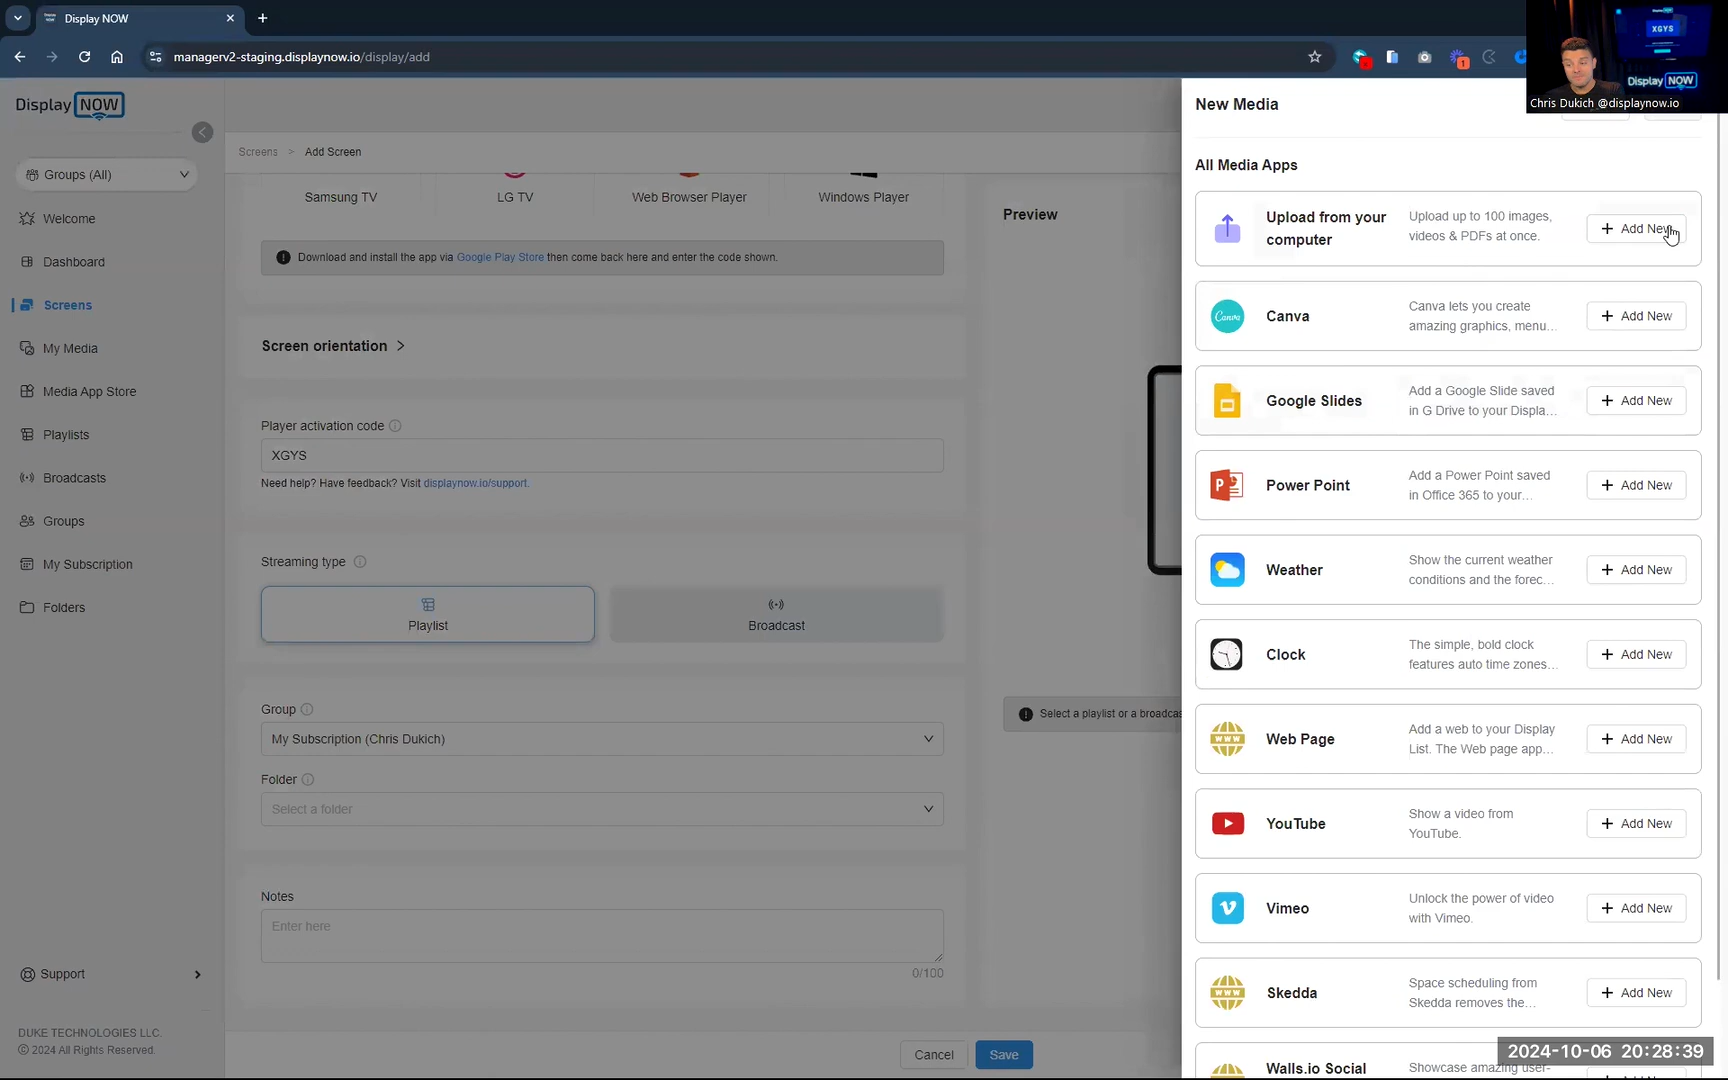 Display NOW
managerv2-staging.displaynow.io/display/add
XGYS
Display NOW
Chris Dukich @displaynow.io
1
Display NOW
Groups (All)
Welcome
Dashboard
Screens
My Media
Media App Store
Playlists
Broadcasts
Groups
My Subscription
Folders
Support
DUKE TECHNOLOGIES LLC.
© 2024 All Rights Reserved.
Screens > Add Screen
Samsung TV
LG TV
Web Browser Player
Windows Player
Download and install the app via Google Play Store then come back here and enter the code shown.
Screen orientation
Player activation code
XGYS
Need help? Have feedback? Visit displaynow.io/support.
Streaming type
Playlist
Broadcast
Group
My Subscription (Chris Dukich)
Folder
Select a folder
Notes
Enter here
0/100
Cancel
Save
Preview
Select a playlist or a broadcas
New Media
All Media Apps
Upload from your
computer
Upload up to 100 images,
videos & PDFs at once.
+ Add New
Canva
Canva
Canva lets you create
amazing graphics, menu...
+ Add New
Google Slides
Add a Google Slide saved
in G Drive to your Displa...
+ Add New
P
Power Point
Add a Power Point saved
in Office 365 to your...
+ Add New
Weather
Show the current weather
conditions and the forec...
+ Add New
Clock
The simple, bold clock
features auto time zones...
+ Add New
WWW
Web Page
Add a web to your Display
List. The Web page app...
+ Add New
YouTube
Show a video from
YouTube.
+ Add New
Vimeo
Unlock the power of video
with Vimeo.
+ Add New
WWW
Skedda
Space scheduling from
Skedda removes the...
+ Add New
Walls.io Social
Showcase amazing user-
2024-10-06 20:28:39